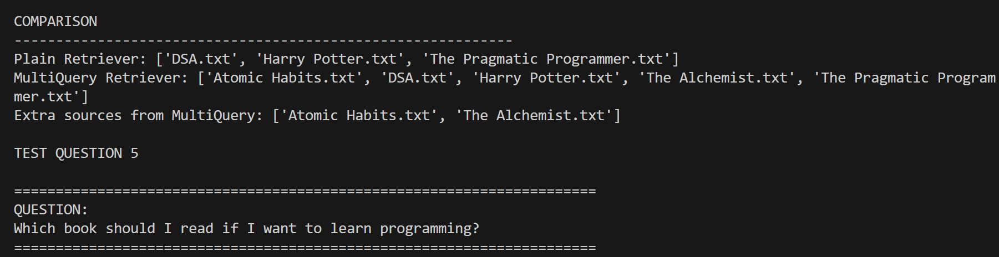 COMPARISON
------------------------------------------------------------
Plain Retriever: ['DSA.txt', 'Harry Potter.txt', 'The Pragmatic Programmer.txt']
MultiQuery Retriever: ['Atomic Habits.txt', 'DSA.txt', 'Harry Potter.txt', 'The Alchemist.txt', 'The Pragmatic Program
mer.txt']
Extra sources from MultiQuery: ['Atomic Habits.txt', 'The Alchemist.txt']
TEST QUESTION 5
======================================================================
QUESTION:
Which book should I read if I want to learn programming?
======================================================================